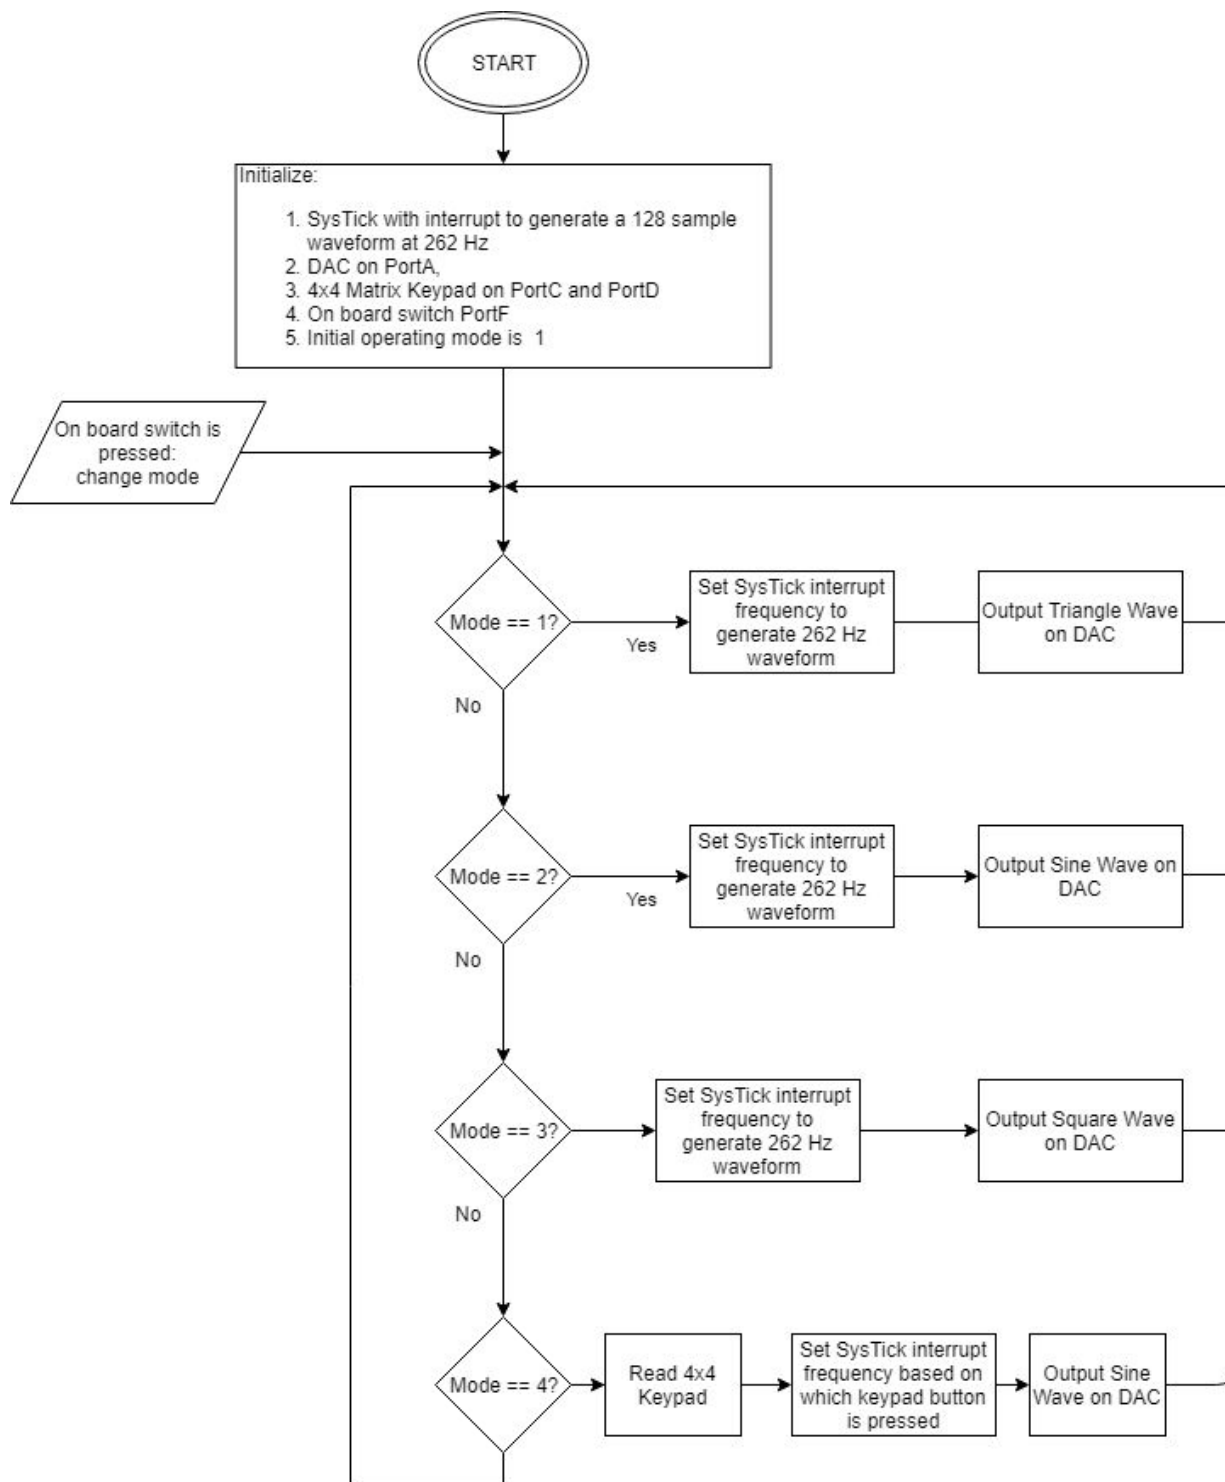 START
Initialize:
1. SysTick with interrupt to generate a 128 sample
waveform at 262 Hz
2. DAC on PortA,
3. 4x4 Matrix Keypad on PortC and PortD
4. On board switch PortF
5. Initial operating mode is 1
On board switch is
pressed:
change mode
Mode == 1?
Yes
Set SysTick interrupt
frequency to
generate 262 Hz
waveform
Output Triangle Wave
on DAC
No
Mode == 2?
Yes
Set SysTick interrupt
frequency to
generate 262 Hz
waveform
Output Sine Wave on
DAC
No
Mode == 3?
Set SysTick interrupt
frequency to
generate 262 Hz
waveform
Output Square Wave
on DAC
No
Mode == 4?
Read 4x4
Keypad
Set SysTick interrupt
frequency based on
which keypad button
is pressed
Output Sine
Wave on DAC